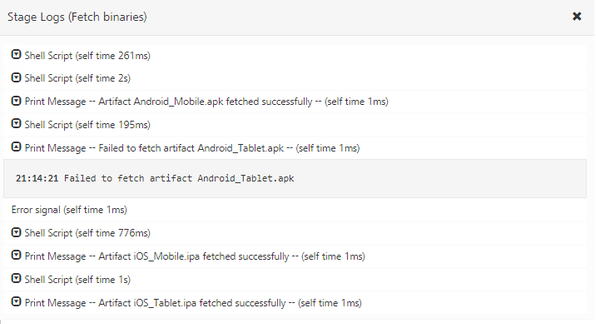 Stage Logs (Fetch binaries)
Shell Script (self time 261ms)
Shell Script (self time 2s)
Print Message -- Artifact Android_Mobile.apk fetched successfully -- (self time 1ms)
Shell Script (self time 195ms)
Print Message -- Failed to fetch artifact Android_Tablet.apk -- (self time 1ms)
21:14:21 Failed to fetch artifact Android_Tablet.apk
Error signal (self time 1ms)
Shell Script (self time 776ms)
Print Message -- Artifact iOS_Mobile.ipa fetched successfully -- (self time 1ms)
Shell Script (self time 1s)
Print Message -- Artifact iOS_Tablet.ipa fetched successfully -- (self time 1ms)